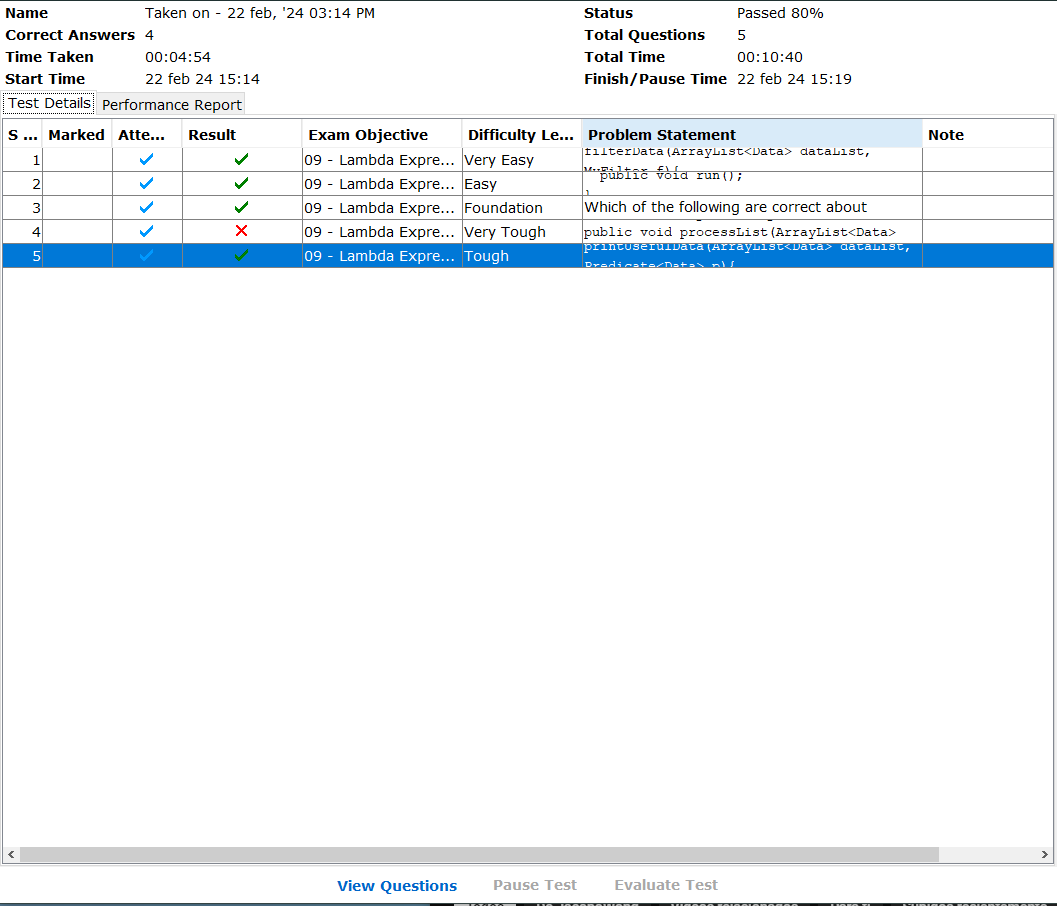 Name Taken on - 22 feb, '24 03:14 PM Status Passed 80%
Correct Answers 4 Total Questions 5
Time Taken 00:04:54 Total Time 00:10:40
Start Time 22 feb 24 15:14 Finish/Pause Time 22 feb 24 15:19
Test Details Performance Report
S ... Marked Atte... Result Exam Objective Difficulty Le... Problem Statement Note
1 09 - Lambda Expre... Very Easy filterData(ArrayList<Data> dataList,
MyFilter f){
2 09 - Lambda Expre... Easy public void run();
}
3 09 - Lambda Expre... Foundation Which of the following are correct about
4 09 - Lambda Expre... Very Tough public void processList(ArrayList<Data>
5 09 - Lambda Expre... Tough printUsefulData(ArrayList<Data> dataList,
Predicate<Data> p){
View Questions Pause Test Evaluate Test